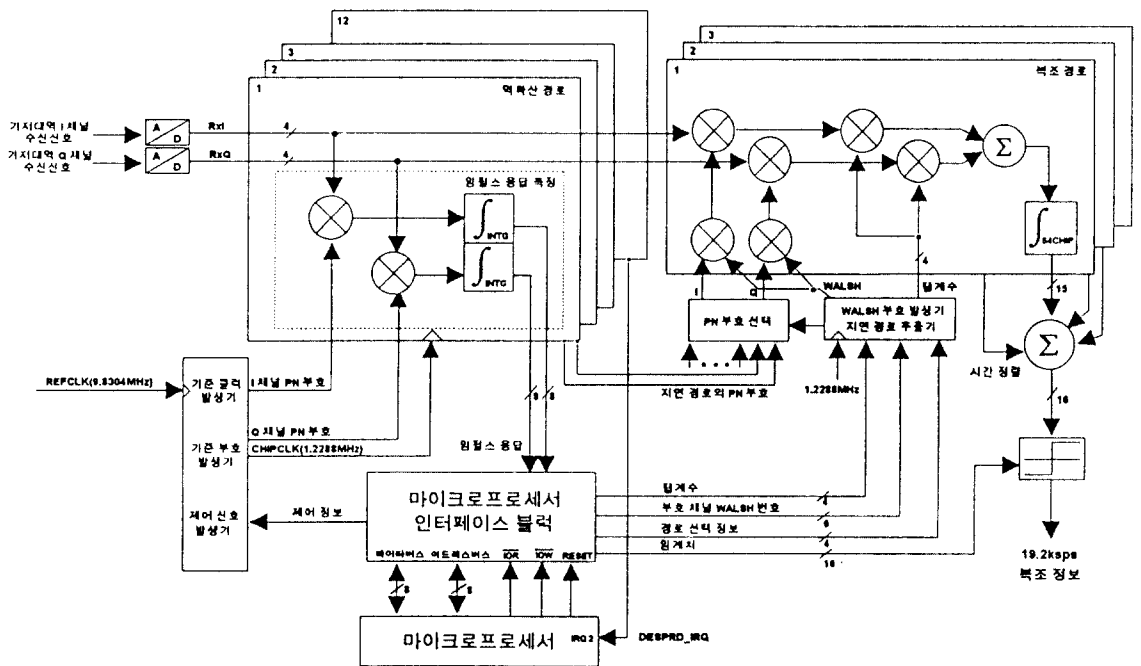 12
3
2
1
역확산 경로
3
2
1
복조 경로
기저대역 I 채널
수신신호
A
D
RxI
4
기저대역 Q 채널
수신신호
A
D
RxQ
4
임펄스 응답 측정
INTG
INTG
Σ
64CHIP
4
I
Q
WALSH
탭계수
15
PN 부호 선택
WALSH 부호 발생기
지연 경로 추출기
Σ
시간 정렬
지연 경로의 PN 부호
1.2288MHz
16
REFCLK(9.8304MHz)
기준 클럭
발생기
I 채널 PN 부호
Q 채널 PN 부호
기준 부호
발생기
CHIPCLK(1.2288MHz)
8
8
임펄스 응답
제어 신호
발생기
제어 정보
마이크로프로세서
인터페이스 블럭
탭계수
4
부호 채널 WALSH 번호
6
경로 선택 정보
4
임계치
16
데이타버스
어드레스버스
IOR
IOW
RESET
8
8
19.2ksps
복조 정보
마이크로프로세서
IRQ2
DESPRD_IRQ